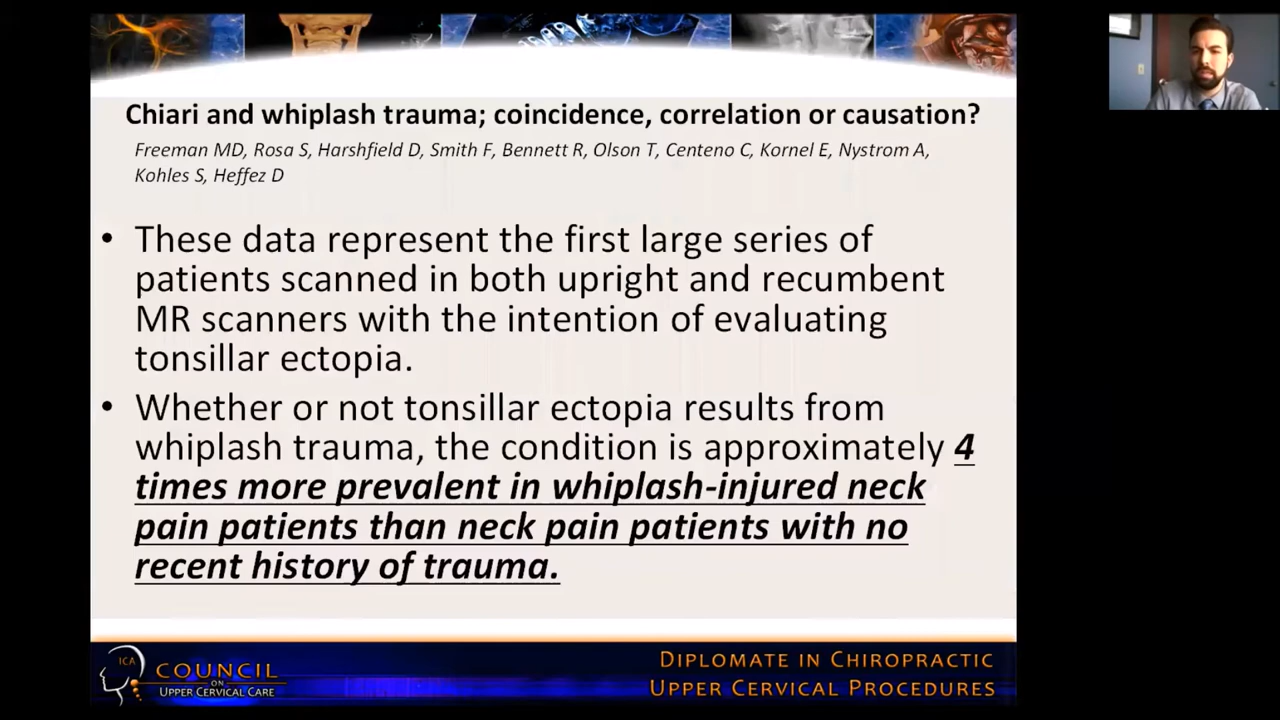 Chiari and whiplash trauma; coincidence, correlation or causation?
Freeman MD, Rosa S, Harshfield D, Smith F, Bennett R, Olson T, Centeno C, Kornel E, Nystrom A,
Kohles S, Heffez D
• These data represent the first large series of
patients scanned in both upright and recumbent
MR scanners with the intention of evaluating
tonsillar ectopia.
• Whether or not tonsillar ectopia results from
whiplash trauma, the condition is approximately 4
times more prevalent in whiplash-injured neck
pain patients than neck pain patients with no
recent history of trauma.
ICA
COUNCIL
ON
UPPER CERVICAL CARE
DIPLOMATE IN CHIROPRACTIC
UPPER CERVICAL PROCEDURES